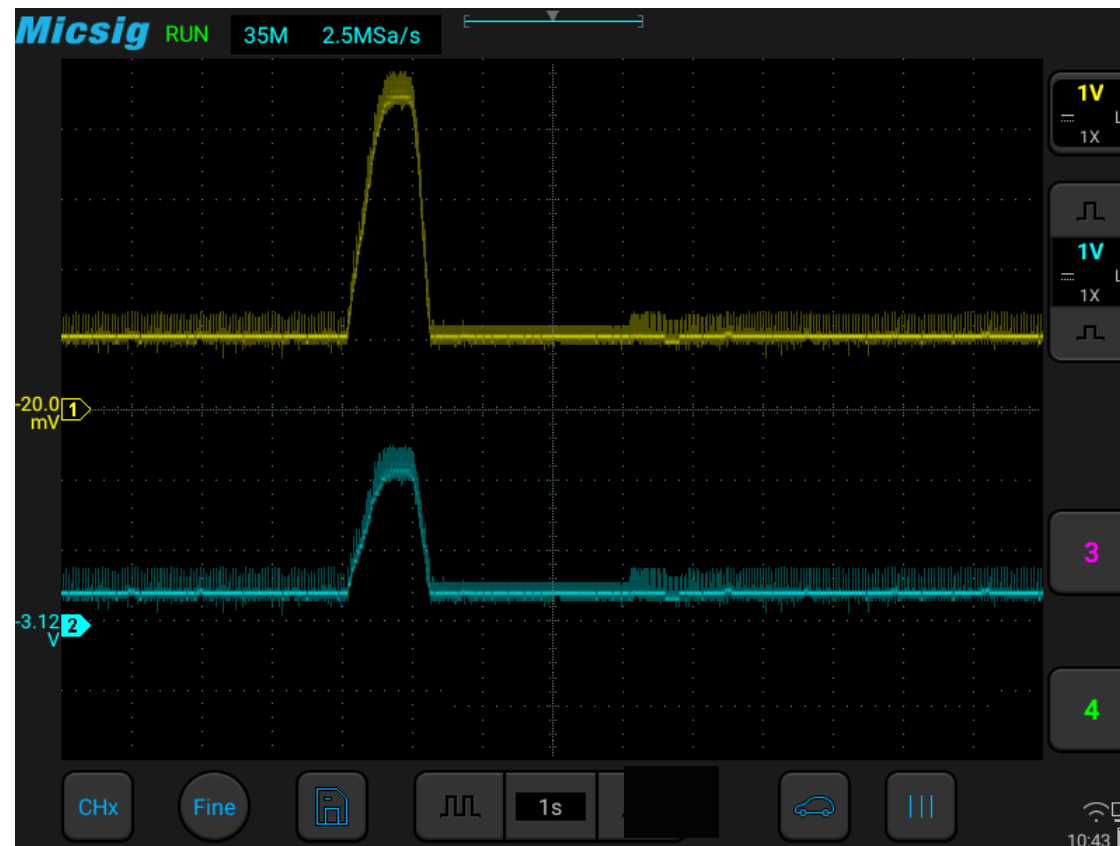 Micsig RUN 35M 2.5MSa/s
1V
L
1X
1V
L
1X
-20.0 1
mV
-3.12 2
V
3
4
CHx Fine 1s
10:43